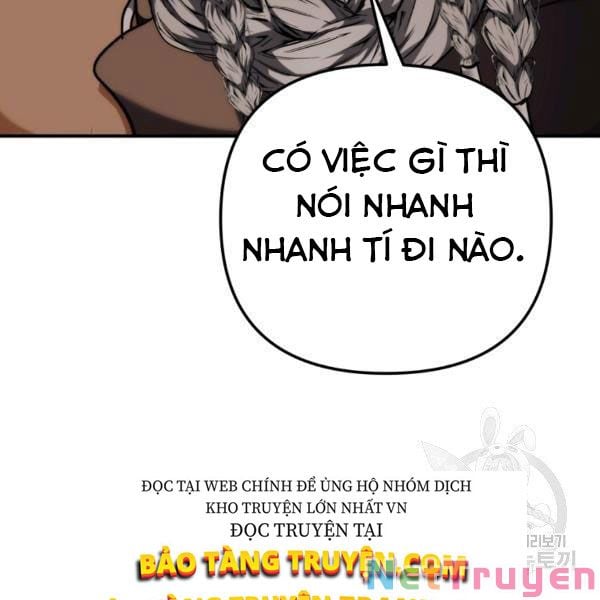 CÓ VIỆC GÌ THÌ
NÓI NHANH
NHANH TÍ ĐI NÀO.
ĐỌC TẠI WEB CHÍNH ĐỂ ỦNG HỘ NHÓM DỊCH
KHO TRUYỆN LỚN NHẤT VN
ĐỌC TRUYỆN TẠI
BẢO TÀNG TRUYỆN.COM
NetTruyen